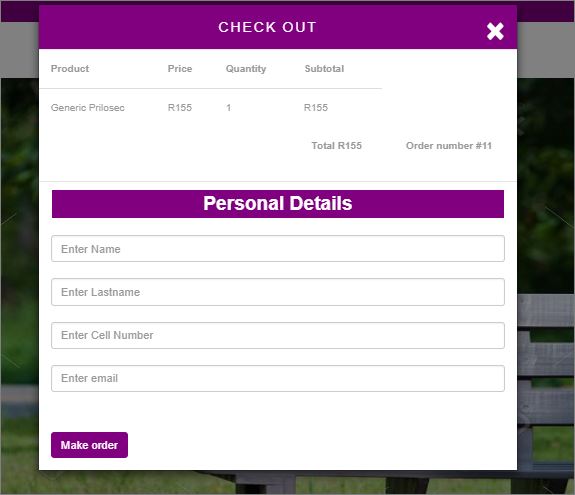 CHECK OUT
Product Price Quantity Subtotal
Generic Prilosec R155 1 R155
Total R155 Order number #11
Personal Details
Enter Name
Enter Lastname
Enter Cell Number
Enter email
Make order